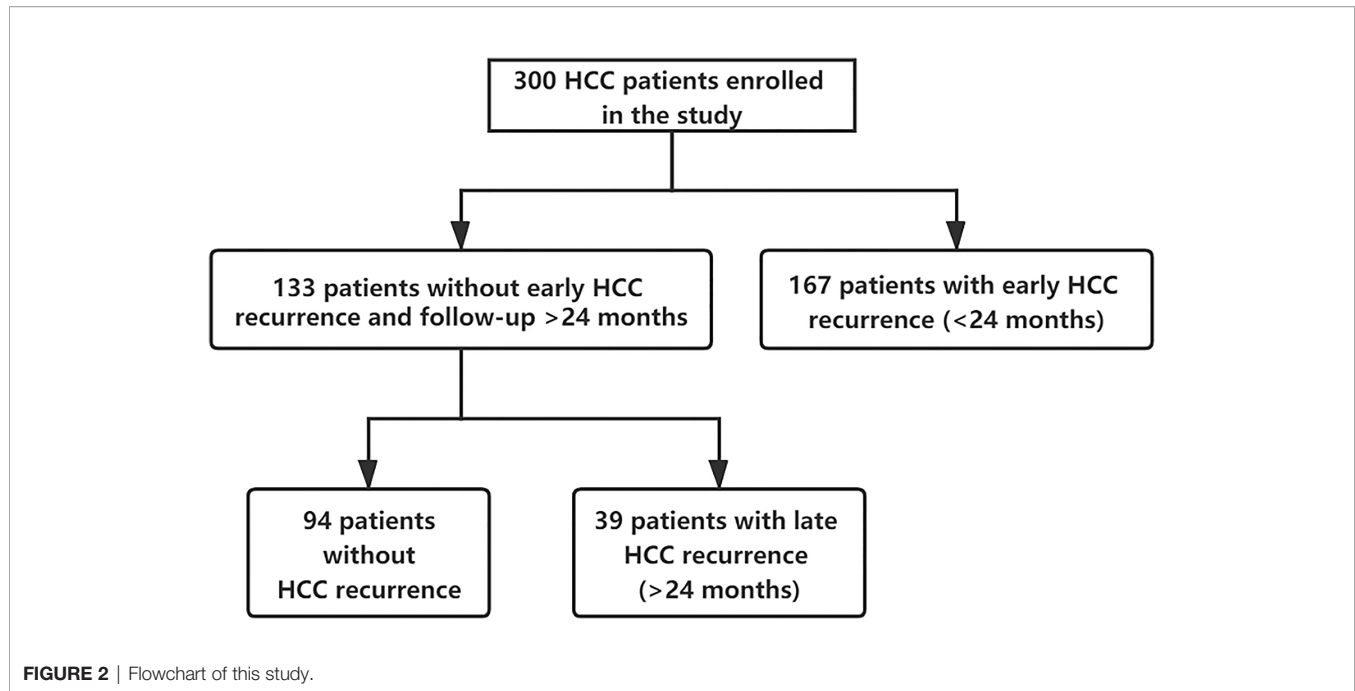 300 HCC patients enrolled
in the study
133 patients without early HCC
recurrence and follow-up >24 months
167 patients with early HCC
recurrence (<24 months)
94 patients
without
HCC recurrence
39 patients with late
HCC recurrence
(>24 months)
FIGURE 2 | Flowchart of this study.